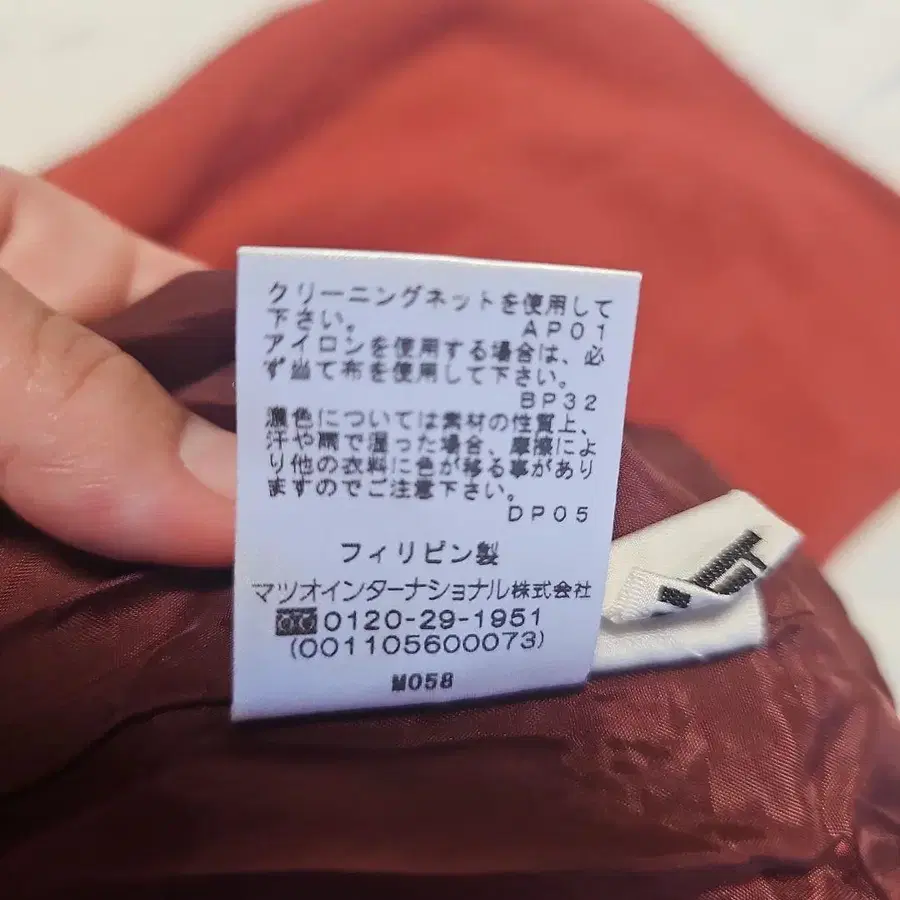 クリーニングネットを使用して
下さい。 AP01
アイロンを使用する場合は、必
ず当て布を使用して下さい。
BP32
濃色については素材の性質上、
汗や雨で湿った場合、摩擦によ
り他の衣料に色が移る事があり
ますのでご注意下さい。
DP05
フィリピン製
マツオインターナショナル株式会社
0120-29-1951
(001105600073)
M058